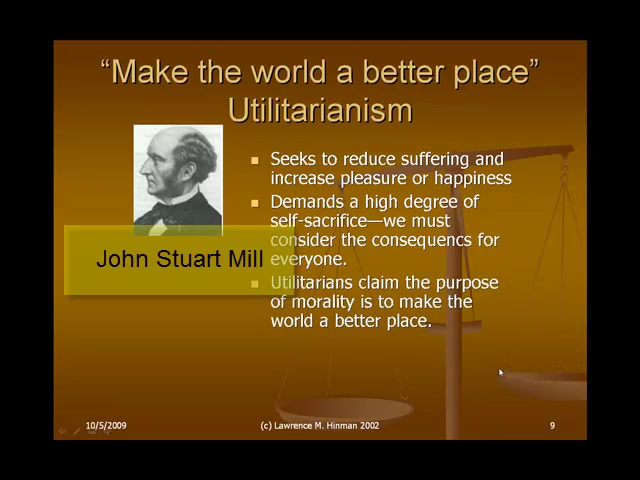 “Make the world a better place”
Utilitarianism
Seeks to reduce suffering and
increase pleasure or happiness
Demands a high degree of
self-sacrifice—we must
consider the consequencs for
everyone.
John Stuart Mill
Utilitarians claim the purpose
of morality is to make the
world a better place.
10/5/2009
(c) Lawrence M. Hinman 2002
9